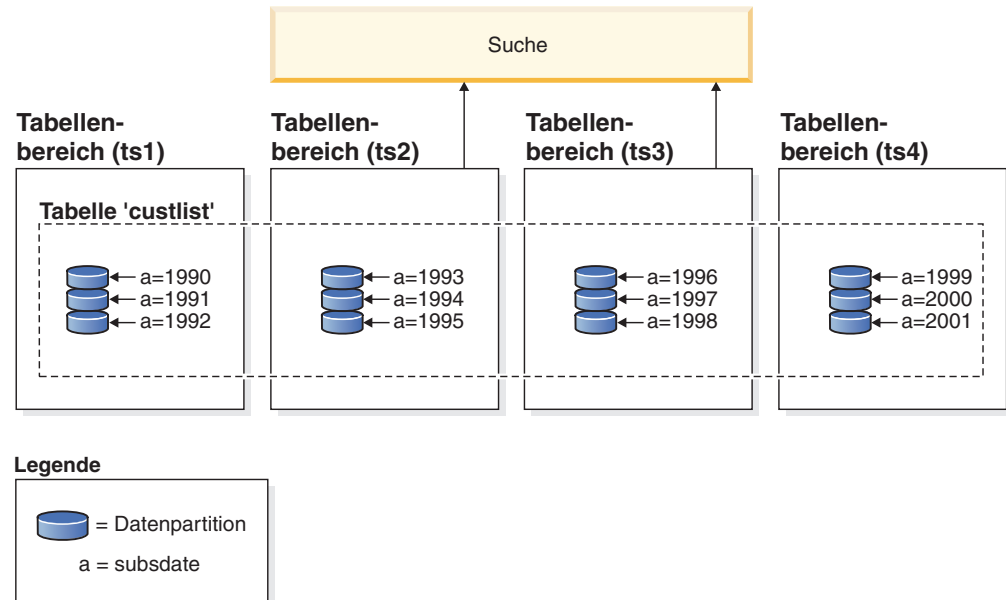 Suche
Tabellen-
bereich (ts1)
Tabellen-
bereich (ts2)
Tabellen-
bereich (ts3)
Tabellen-
bereich (ts4)
Tabelle 'custlist'
a=1990
a=1991
a=1992
a=1993
a=1994
a=1995
a=1996
a=1997
a=1998
a=1999
a=2000
a=2001
Legende
= Datenpartition
a = subsdate